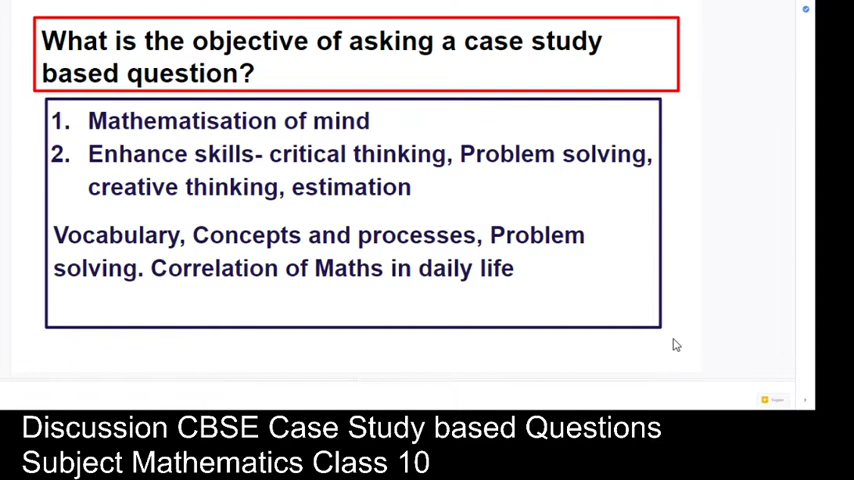 What is the objective of asking a case study
based question?
1. Mathematisation of mind
2. Enhance skills- critical thinking, Problem solving,
creative thinking, estimation
Vocabulary, Concepts and processes, Problem
solving. Correlation of Maths in daily life
Discussion CBSE Case Study based Questions
Subject Mathematics Class 10